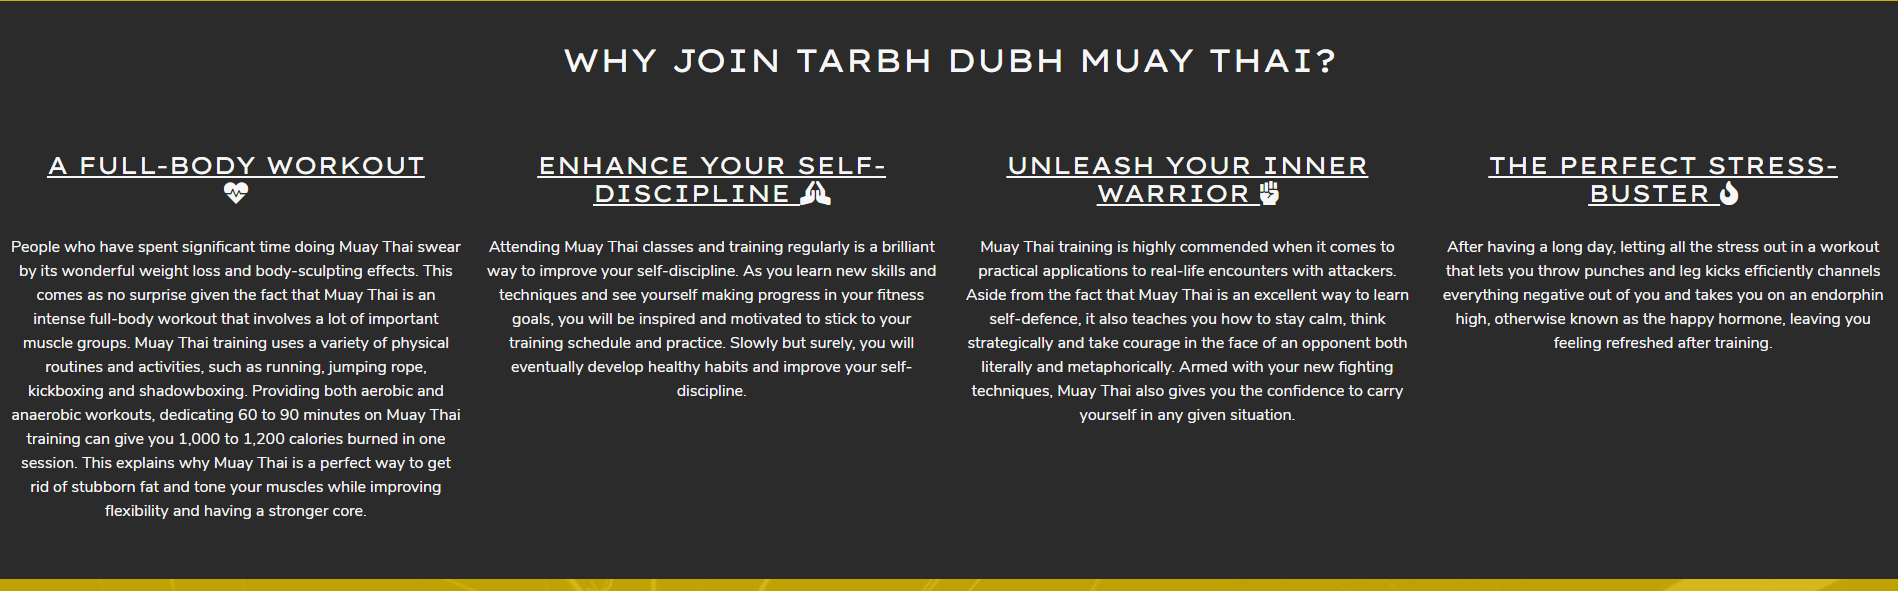 WHY JOIN TARBH DUBH MUAY THAI?
A FULL-BODY WORKOUT
People who have spent significant time doing Muay Thai swear
by its wonderful weight loss and body-sculpting effects. This
comes as no surprise given the fact that Muay Thai is an
intense full-body workout that involves a lot of important
muscle groups. Muay Thai training uses a variety of physical
routines and activities, such as running, jumping rope,
kickboxing and shadowboxing. Providing both aerobic and
anaerobic workouts, dedicating 60 to 90 minutes on Muay Thai
training can give you 1,000 to 1,200 calories burned in one
session. This explains why Muay Thai is a perfect way to get
rid of stubborn fat and tone your muscles while improving
flexibility and having a stronger core.
ENHANCE YOUR SELF-
DISCIPLINE
Attending Muay Thai classes and training regularly is a brilliant
way to improve your self-discipline. As you learn new skills and
techniques and see yourself making progress in your fitness
goals, you will be inspired and motivated to stick to your
training schedule and practice. Slowly but surely, you will
eventually develop healthy habits and improve your self-
discipline.
UNLEASH YOUR INNER
WARRIOR
Muay Thai training is highly commended when it comes to
practical applications to real-life encounters with attackers.
Aside from the fact that Muay Thai is an excellent way to learn
self-defence, it also teaches you how to stay calm, think
strategically and take courage in the face of an opponent both
literally and metaphorically. Armed with your new fighting
techniques, Muay Thai also gives you the confidence to carry
yourself in any given situation.
THE PERFECT STRESS-
BUSTER
After having a long day, letting all the stress out in a workout
that lets you throw punches and leg kicks efficiently channels
everything negative out of you and takes you on an endorphin
high, otherwise known as the happy hormone, leaving you
feeling refreshed after training.